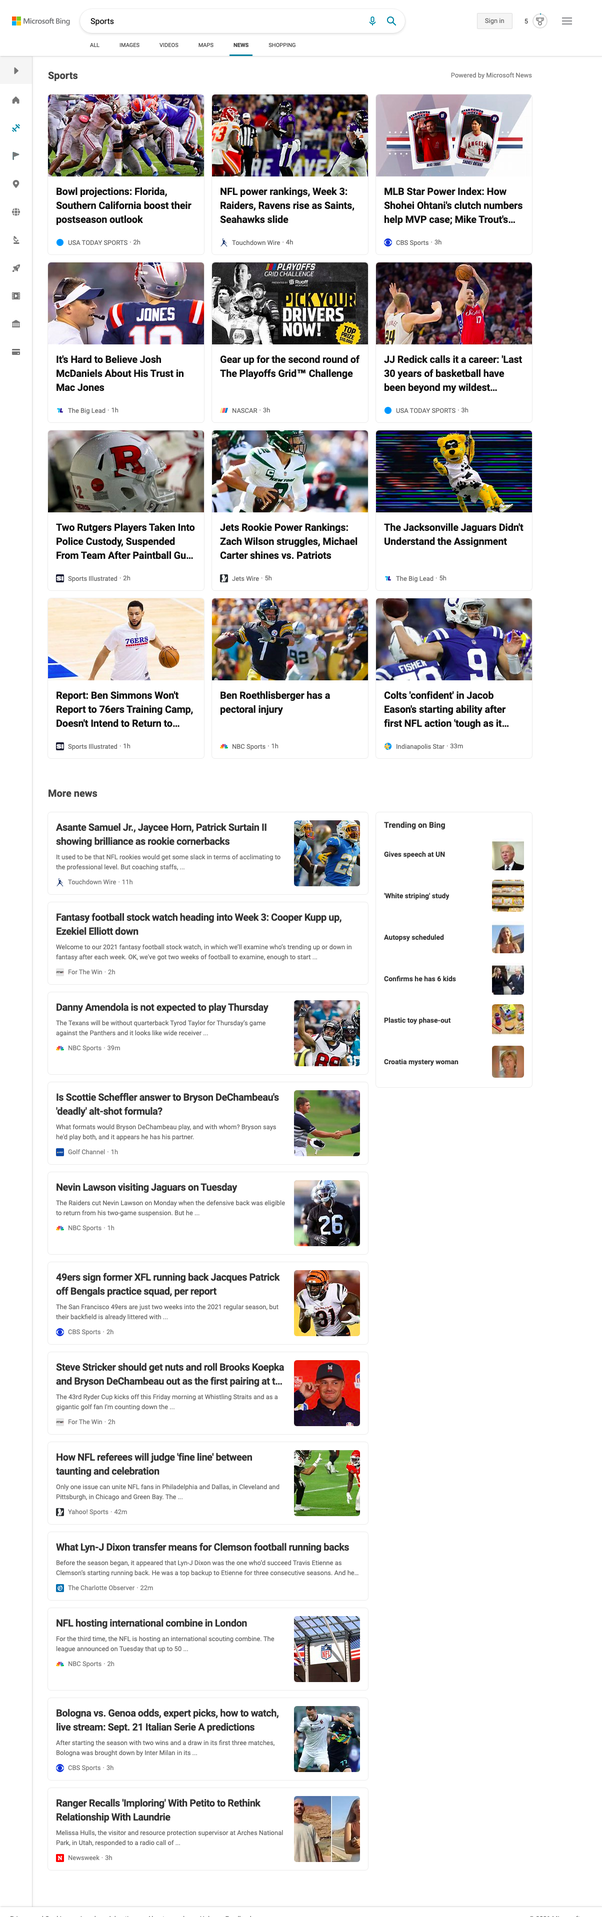 Microsoft Bing
Sports
Sign in
5
ALL IMAGES VIDEOS MAPS NEWS SHOPPING
Sports
Powered by Microsoft News
Bowl projections: Florida,
Southern California boost their
postseason outlook
USA TODAY SPORTS · 2h
NFL power rankings, Week 3:
Raiders, Ravens rise as Saints,
Seahawks slide
Touchdown Wire · 4h
MLB Star Power Index: How
Shohei Ohtani's clutch numbers
help MVP case; Mike Trout's...
CBS Sports · 3h
JONES
It's Hard to Believe Josh
McDaniels About His Trust in
Mac Jones
The Big Lead · 1h
PLAYOFFS
GRID CHALLENGE
PICK YOUR
DRIVERS
NOW!
TOP
PRIZE
Gear up for the second round of
The Playoffs Grid™ Challenge
NASCAR · 3h
JJ Redick calls it a career: 'Last
30 years of basketball have
been beyond my wildest...
USA TODAY SPORTS · 3h
R
Two Rutgers Players Taken Into
Police Custody, Suspended
From Team After Paintball Gu...
Sports Illustrated · 2h
Jets Rookie Power Rankings:
Zach Wilson struggles, Michael
Carter shines vs. Patriots
Jets Wire · 5h
The Jacksonville Jaguars Didn't
Understand the Assignment
The Big Lead · 5h
76ERS
Report: Ben Simmons Won't
Report to 76ers Training Camp,
Doesn't Intend to Return to...
Sports Illustrated · 1h
7
92
Ben Roethlisberger has a
pectoral injury
NBC Sports · 1h
FISHER
9
Colts 'confident' in Jacob
Eason's starting ability after
first NFL action 'tough as it...
Indianapolis Star · 33m
More news
Asante Samuel Jr., Jaycee Horn, Patrick Surtain II
showing brilliance as rookie cornerbacks
It used to be that NFL rookies would get some slack in terms of acclimating to
the professional level. But coaching staffs, ...
Touchdown Wire · 11h
Fantasy football stock watch heading into Week 3: Cooper Kupp up,
Ezekiel Elliott down
Welcome to our 2021 fantasy football stock watch, in which we'll examine who's trending up or down in
fantasy after each week. OK, we've got two weeks of football to examine, enough to start ...
For The Win · 2h
Danny Amendola is not expected to play Thursday
The Texans will be without quarterback Tyrod Taylor for Thursday's game
against the Panthers and it looks like wide receiver ...
NBC Sports · 39m
Is Scottie Scheffler answer to Bryson DeChambeau's
'deadly' alt-shot formula?
What formats would Bryson DeChambeau play, and with whom? Bryson says
he'd play both, and it appears he has his partner.
Golf Channel · 1h
Nevin Lawson visiting Jaguars on Tuesday
The Raiders cut Nevin Lawson on Monday when the defensive back was eligible
to return from his two-game suspension. But he ...
NBC Sports · 1h
26
49ers sign former XFL running back Jacques Patrick
off Bengals practice squad, per report
The San Francisco 49ers are just two weeks into the 2021 regular season, but
their backfield is already littered with ...
CBS Sports · 2h
31
Steve Stricker should get nuts and roll Brooks Koepka
and Bryson DeChambeau out as the first pairing at t...
The 43rd Ryder Cup kicks off this Friday morning at Whistling Straits and as a
gigantic golf fan I'm counting down the ...
For The Win · 2h
How NFL referees will judge 'fine line' between
taunting and celebration
Only one issue can unite NFL fans in Philadelphia and Dallas, in Cleveland and
Pittsburgh, in Chicago and Green Bay. The ...
Yahoo! Sports · 42m
What Lyn-J Dixon transfer means for Clemson football running backs
Before the season began, it appeared that Lyn-J Dixon was the one who'd succeed Travis Etienne as
Clemson's starting running back. He was a top backup to Etienne for three consecutive seasons. And he...
The Charlotte Observer · 22m
NFL hosting international combine in London
For the third time, the NFL is hosting an international scouting combine. The
league announced on Tuesday that up to 50 ...
NBC Sports · 2h
Bologna vs. Genoa odds, expert picks, how to watch,
live stream: Sept. 21 Italian Serie A predictions
After starting the season with two wins and a draw in its first three matches,
Bologna was brought down by Inter Milan in its ...
CBS Sports · 3h
Ranger Recalls 'Imploring' With Petito to Rethink
Relationship With Laundrie
Melissa Hulls, the visitor and resource protection supervisor at Arches National
Park, in Utah, responded to a radio call of ...
Newsweek · 3h
Trending on Bing
Gives speech at UN
'White striping' study
Autopsy scheduled
Confirms he has 6 kids
Plastic toy phase-out
Croatia mystery woman